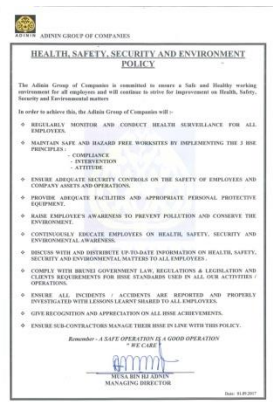 ADININ
ADININ GROUP OF COMPANIES
HEALTH, SAFETY, SECURITY AND ENVIRONMENT
POLICY
The Adinin Group of Companies is committed to ensure a Safe and Healthy working
environment for all employees and will continue to strive for improvement on Health, Safety,
Security and Environmental matters
In order to achieve this, the Adinin Group of Companies will :-
❖ REGULARLY MONITOR AND CONDUCT HEALTH SURVEILLANCE FOR ALL
EMPLOYEES.
❖ MAINTAIN SAFE AND HAZARD FREE WORKSITES BY IMPLEMENTING THE 3 HSE
PRINCIPLES :
- COMPLIANCE
- INTERVENTION
- ATTITUDE
❖ ENSURE ADEQUATE SECURITY CONTROLS ON THE SAFETY OF EMPLOYEES AND
COMPANY ASSETS AND OPERATIONS.
❖ PROVIDE ADEQUATE FACILITIES AND APPROPRIATE PERSONAL PROTECTIVE
EQUIPMENT.
❖ RAISE EMPLOYEE'S AWARENESS TO PREVENT POLLUTION AND CONSERVE THE
ENVIRONMENT.
❖ CONTINUOUSLY EDUCATE EMPLOYEES ON HEALTH, SAFETY, SECURITY AND
ENVIRONMENTAL AWARENESS.
❖ DISCUSS WITH AND DISTRIBUTE UP-TO-DATE INFORMATION ON HEALTH, SAFETY,
SECURITY AND ENVIRONMENTAL MATTERS TO ALL EMPLOYEES.
❖ COMPLY WITH BRUNEI GOVERNMENT LAW, REGULATIONS & LEGISLATION AND
CLIENTS REQUIREMENTS FOR HSSE STANDARDS USED IN ALL OUR ACTIVITIES /
OPERATIONS.
❖ ENSURE ALL INCIDENTS / ACCIDENTS ARE REPORTED AND PROPERLY
INVESTIGATED WITH LESSONS LEARNT SHARED TO ALL EMPLOYEES.
❖ GIVE RECOGNITION AND APPRECIATION ON ALL HSSE ACHIEVEMENTS.
❖ ENSURE SUB-CONTRACTORS MANAGE THEIR HSSE IN LINE WITH THIS POLICY.
Remember - A SAFE OPERATION IS A GOOD OPERATION
" WE CARE "
MUSA BIN HJ ADNIN
MANAGING DIRECTOR
Date: 01.09.2017